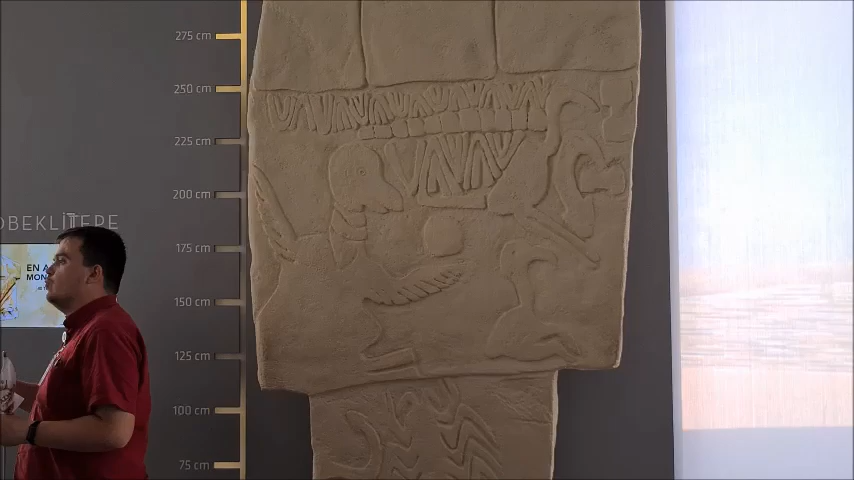 275 cm
250 cm
225 cm
200 cm
OBEKLİTEPE
175 cm
EN
MON
150 cm
125 cm
100 cm
75 cm